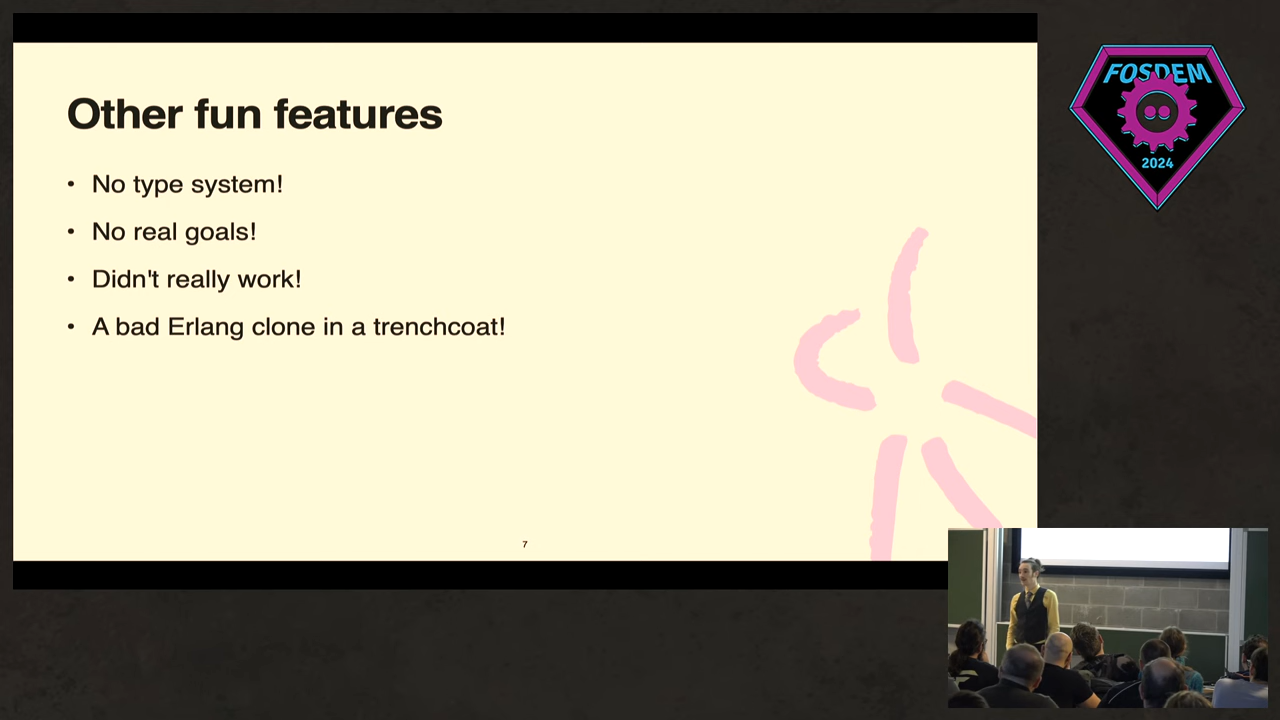 Other fun features
• No type system!
• No real goals!
• Didn't really work!
• A bad Erlang clone in a trenchcoat!
7
FOSDEM
2024